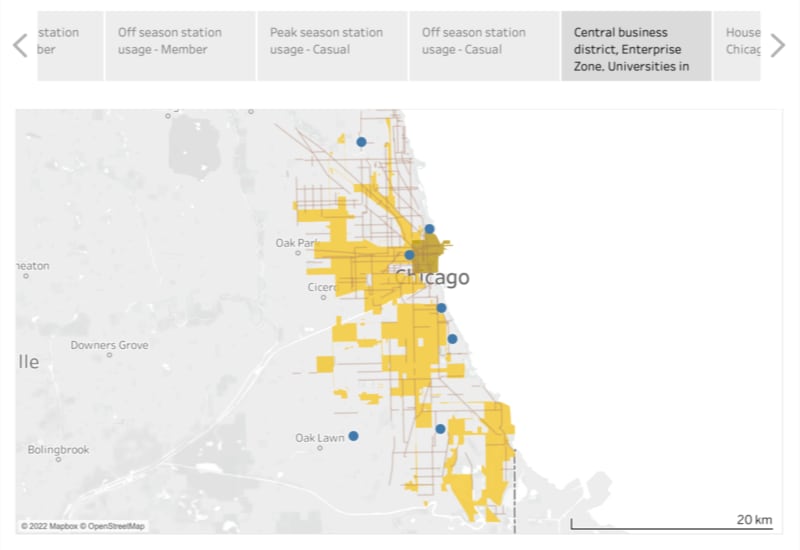 station
ber
Off season station
usage - Member
Peak season station
usage - Casual
Off season station
usage - Casual
Central business
district, Enterprise
Zone, Universities in
House
Chicag
Oak Park
heaton
Cicero
Chicago
Downers Grove
lle
Oak Lawn
Bolingbrook
© 2022 Mapbox © OpenStreetMap
20 km